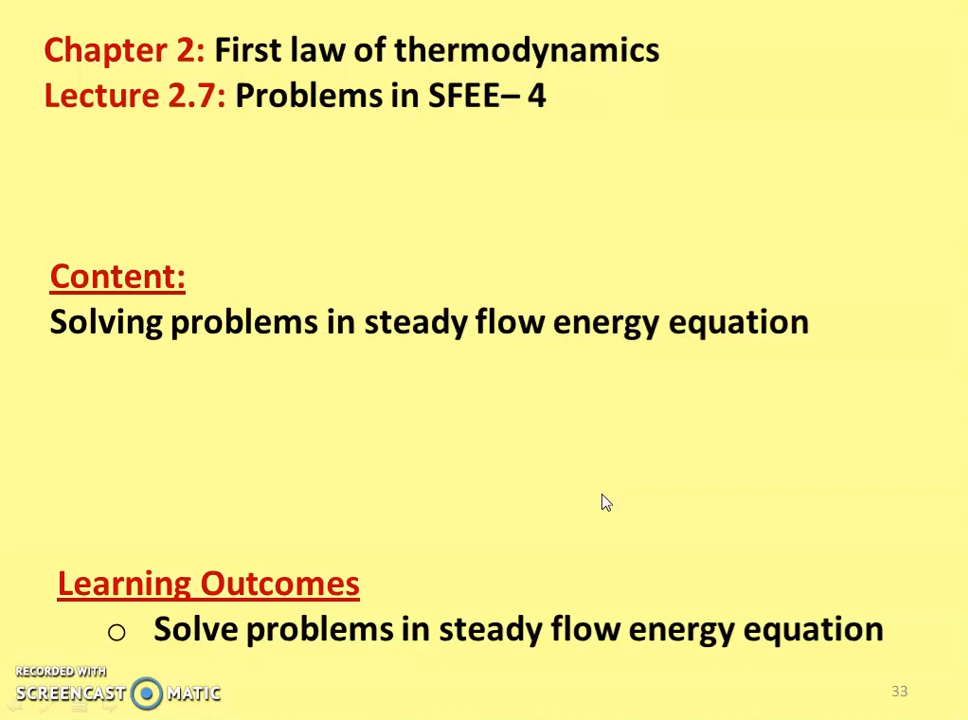 Chapter 2: First law of thermodynamics
Lecture 2.7: Problems in SFEE– 4
Content:
Solving problems in steady flow energy equation
Learning Outcomes
o Solve problems in steady flow energy equation
RECORDED WITH
SCREENCAST MATIC
33